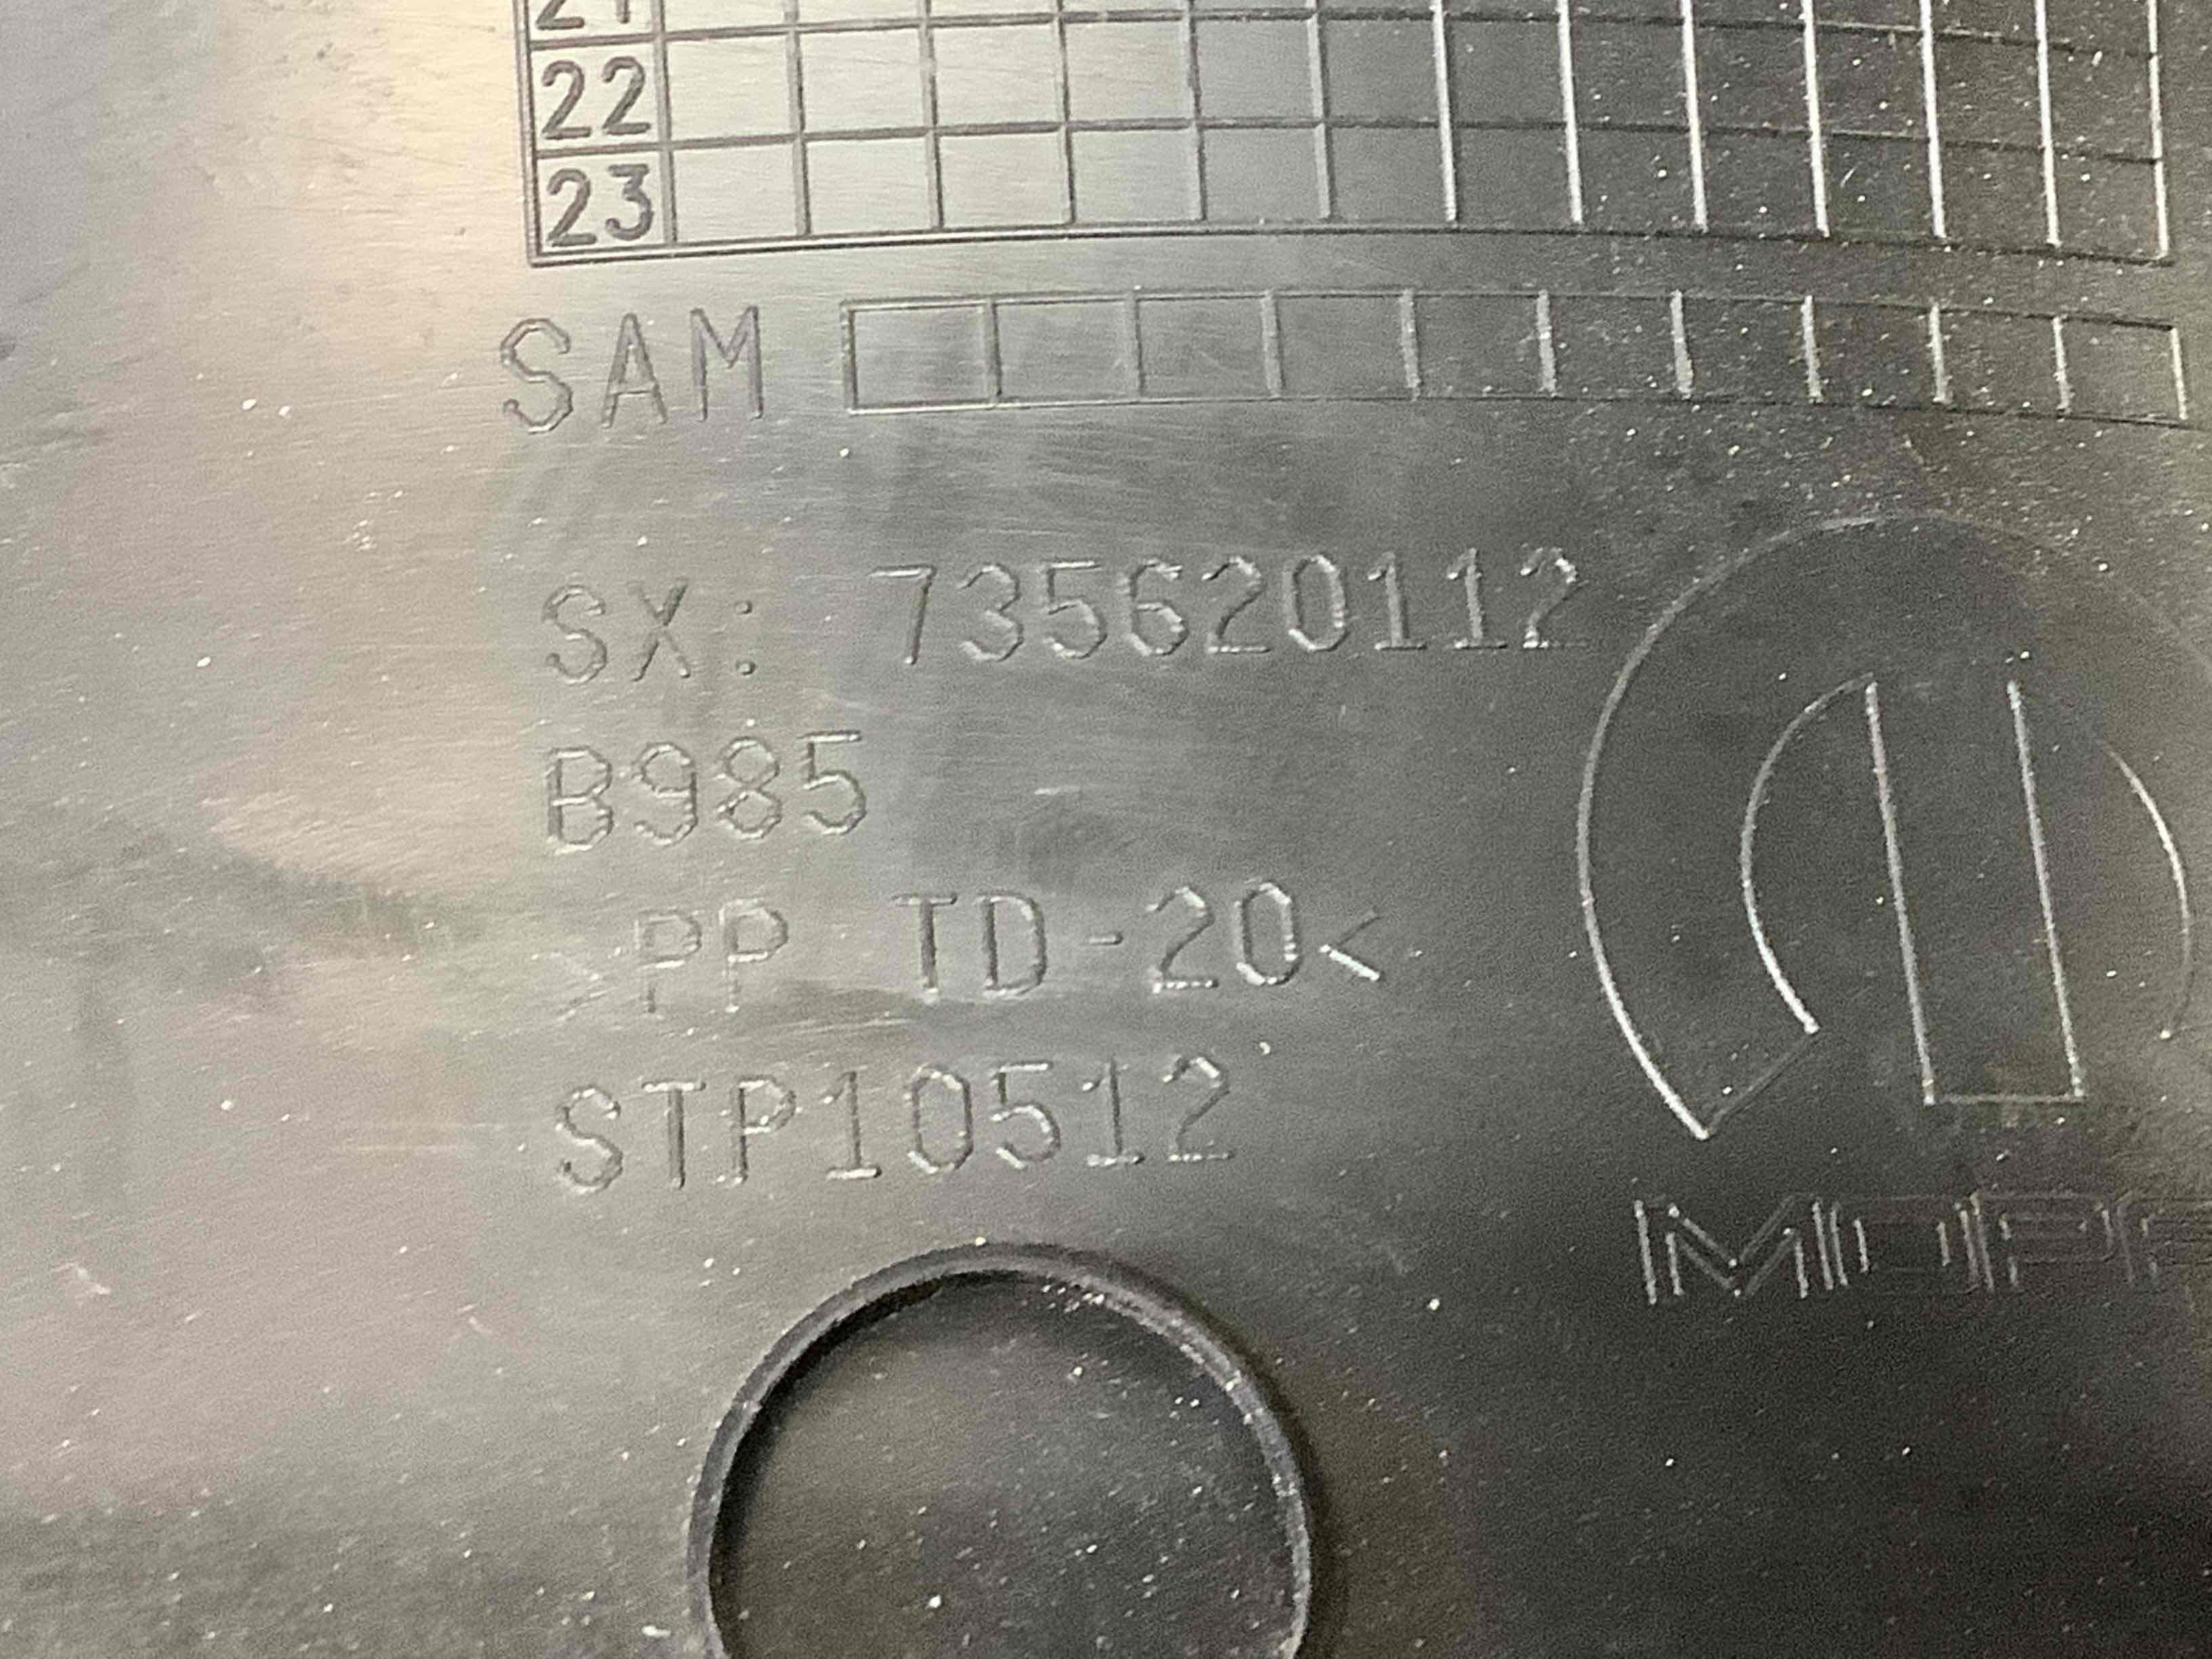 22
23
SAM
SX: 735620112
B985
>PP TD-20<
STP10512